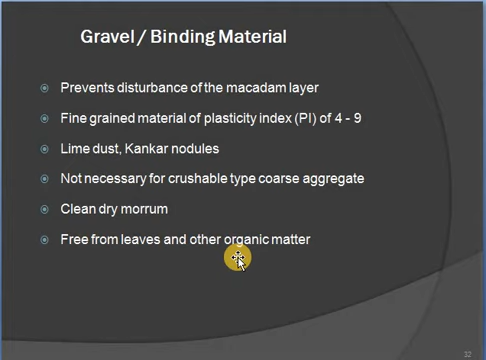 Gravel / Binding Material
Prevents disturbance of the macadam layer
Fine grained material of plasticity index (PI) of 4 - 9
Lime dust, Kankar nodules
Not necessary for crushable type coarse aggregate
Clean dry morrum
Free from leaves and other organic matter
32